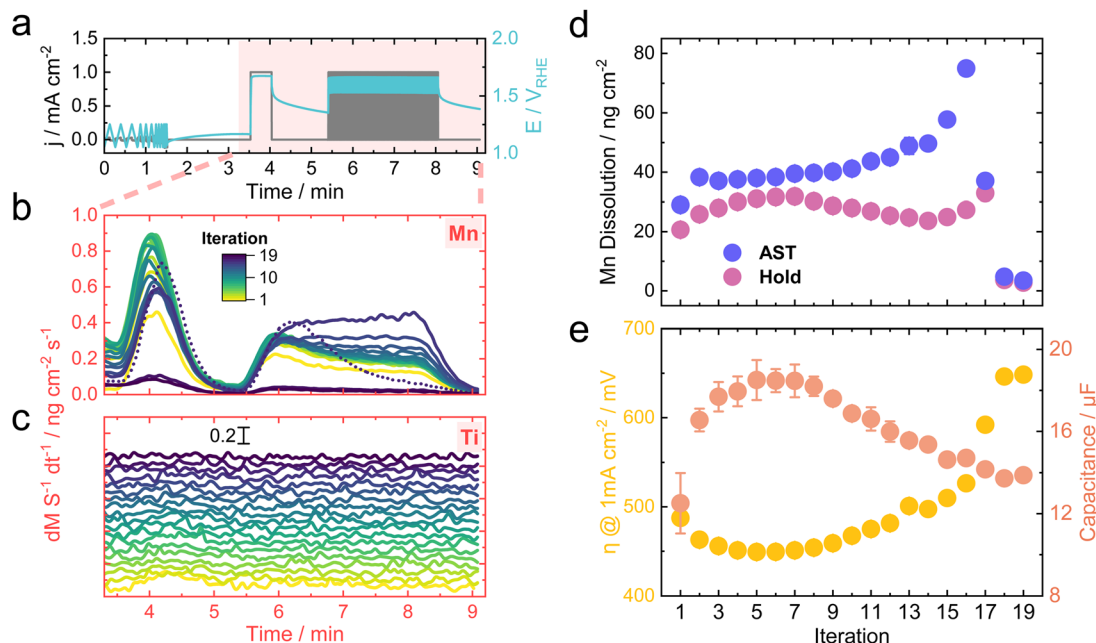 a
j / mA cm-2
1.5
1.0
0.5
0.0
2.0
1.5
1.0
E / VRHE
0 1 2 3 4 5 6 7 8 9
Time / min
b
Mn
1.0
0.8
0.6
0.4
0.2
0.0
Iteration
19
10
1
c
Ti
0.2
dM S-1 dt-1 / ng cm-2 s-1
4 5 6 7 8 9
Time / min
d
Mn Dissolution / ng cm-2
80
60
40
20
0
AST
Hold
e
η @ 1mA cm-2 / mV
700
600
500
400
20
16
12
8
Capacitance / µF
1 3 5 7 9 11 13 15 17 19
Iteration